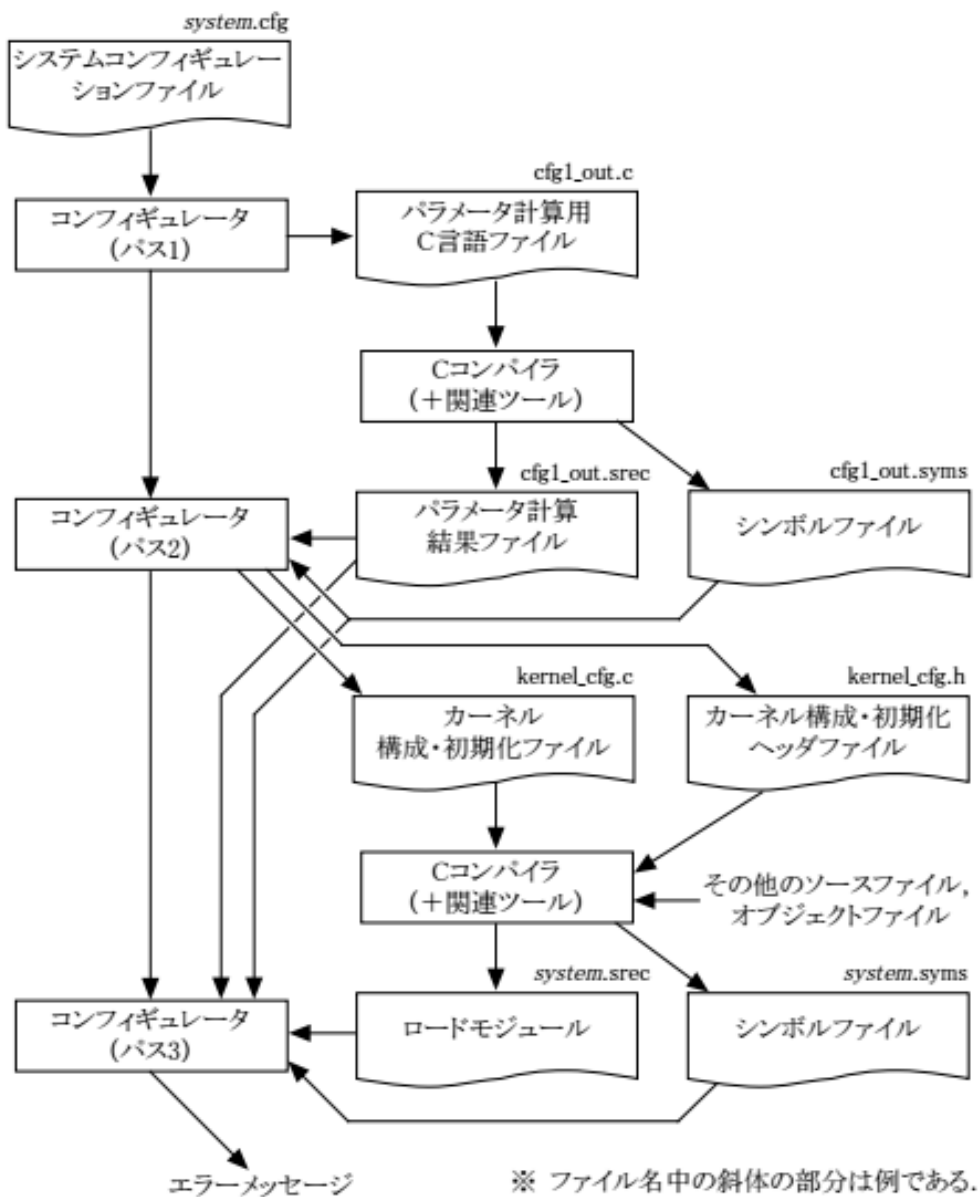 system.cfg
システムコンフィギュレー
ションファイル
cfg1_out.c
コンフィギュレータ
(パス1)
パラメータ計算用
C言語ファイル
Cコンパイラ
(+関連ツール)
cfg1_out.srec
cfg1_out.syms
コンフィギュレータ
(パス2)
パラメータ計算
結果ファイル
シンボルファイル
kernel_cfg.c
kernel_cfg.h
カーネル
構成・初期化ファイル
カーネル構成・初期化
ヘッダファイル
Cコンパイラ
(+関連ツール)
その他のソースファイル,
オブジェクトファイル
system.srec
system.syms
コンフィギュレータ
(パス3)
ロードモジュール
シンボルファイル
エラーメッセージ
※ ファイル名中の斜体の部分は例である